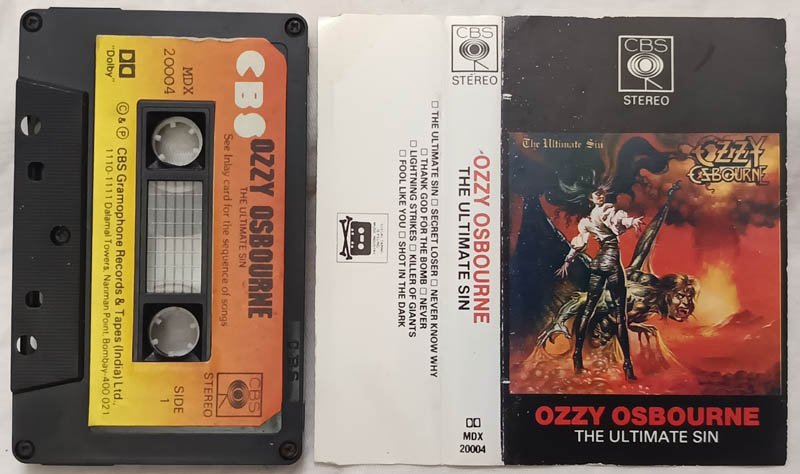 CBS
"Dolby"
MDX
20004
OZZY OSBOURNE
THE ULTIMATE SIN
See Inlay card for the sequence of songs
CBS
STEREO
SIDE
1
© & ℗ CBS Gramophone Records & Tapes (India) Ltd.,
1110-1111 Dalamal Towers, Nariman Point, Bombay-400 021
CBS
STEREO
□ THE ULTIMATE SIN □ SECRET LOSER □ NEVER KNOW WHY
□ THANK GOD FOR THE BOMB □ NEVER
□ LIGHTNING STRIKES □ KILLER OF GIANTS
□ FOOL LIKE YOU □ SHOT IN THE DARK
OZZY OSBOURNE
THE ULTIMATE SIN
MDX
20004
CBS
STEREO
The Ultimate Sin
OZZY
OSBOURNE
OZZY OSBOURNE
THE ULTIMATE SIN